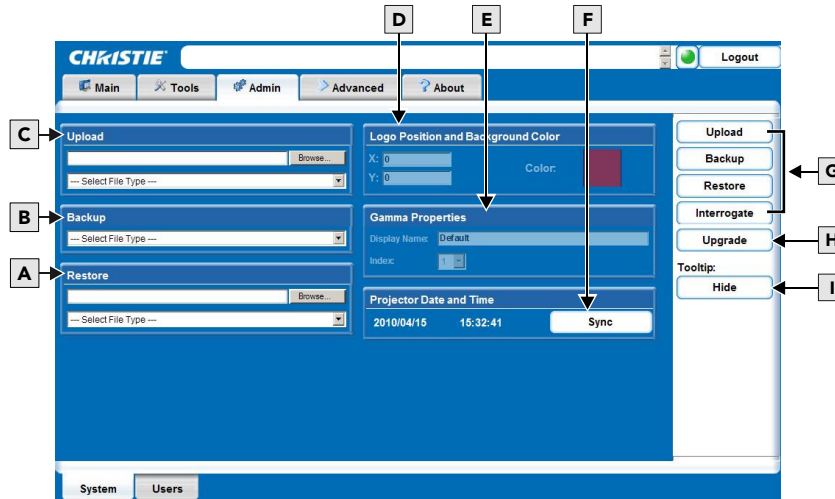 D E F
CHRISTIE Logout
Main Tools Admin Advanced About
C Upload
Browse...
--- Select File Type ---
B Backup
--- Select File Type ---
A Restore
Browse...
--- Select File Type ---
Logo Position and Background Color
X: 0
Y: 0
Color:
Gamma Properties
Display Name: Default
Index: 1
Projector Date and Time
2010/04/15 15:32:41 Sync
Upload
Backup
Restore
Interrogate
G
Upgrade H
Tooltip:
Hide I
System Users